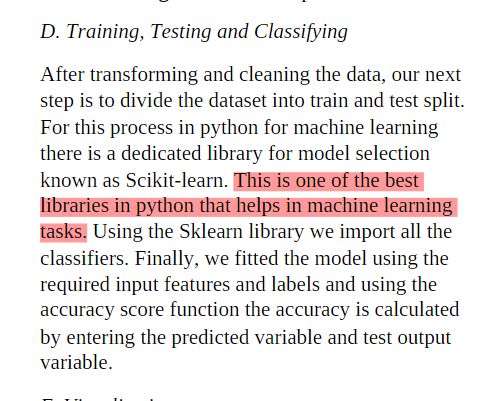 D. Training, Testing and Classifying
After transforming and cleaning the data, our next
step is to divide the dataset into train and test split.
For this process in python for machine learning
there is a dedicated library for model selection
known as Scikit-learn. This is one of the best
libraries in python that helps in machine learning
tasks. Using the Sklearn library we import all the
classifiers. Finally, we fitted the model using the
required input features and labels and using the
accuracy score function the accuracy is calculated
by entering the predicted variable and test output
variable.